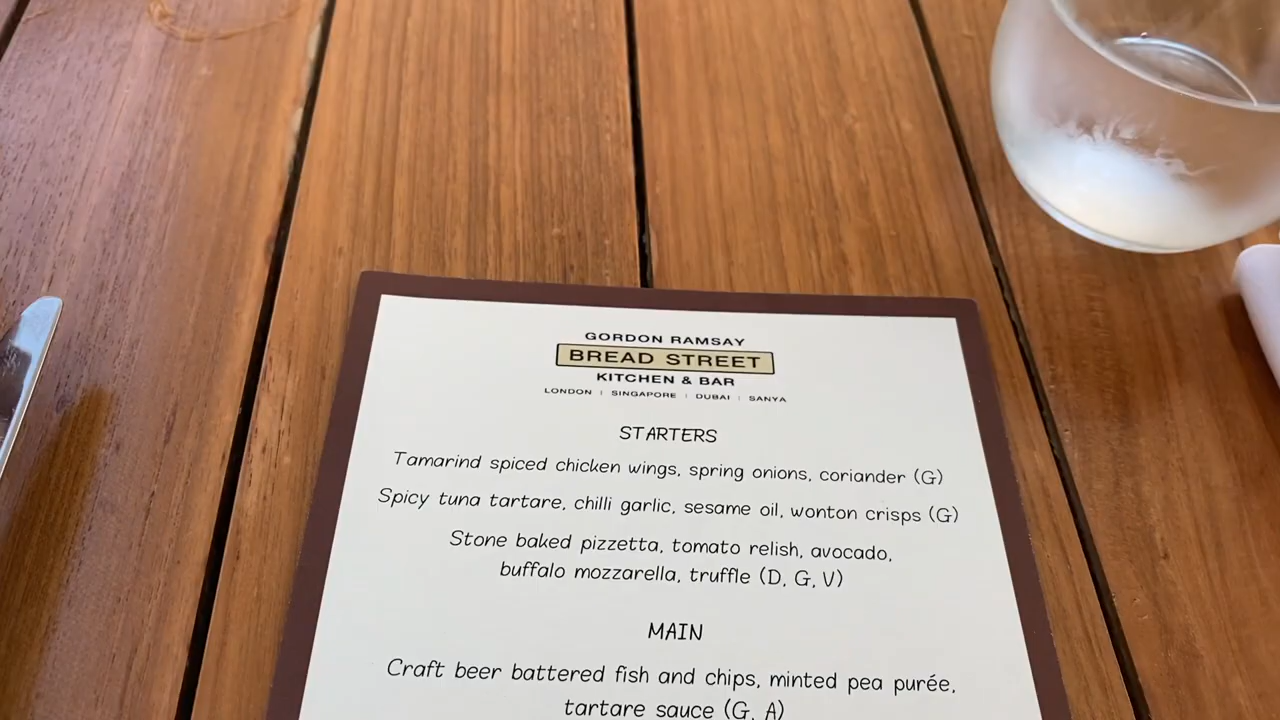 GORDON RAMSAY
BREAD STREET
KITCHEN & BAR
LONDON | SINGAPORE | DUBAI | SANYA
STARTERS
Tamarind spiced chicken wings, spring onions, coriander (G)
Spicy tuna tartare, chilli garlic, sesame oil, wonton crisps (G)
Stone baked pizzetta, tomato relish, avocado,
buffalo mozzarella, truffle (D, G, V)
MAIN
Craft beer battered fish and chips, minted pea purée,
tartare sauce (G, A)